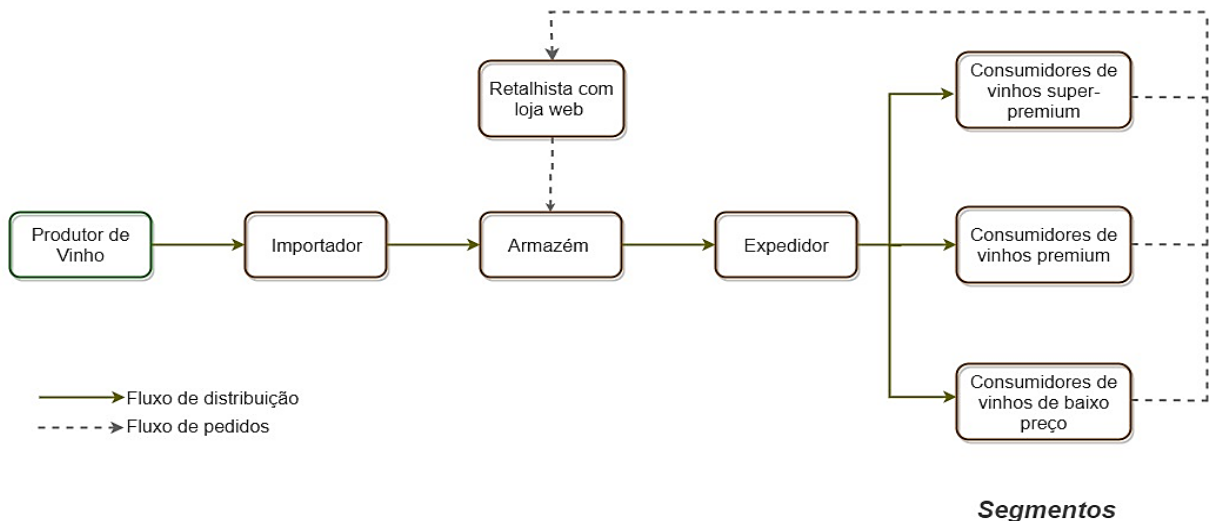 Retalhista com
loja web
Consumidores de
vinhos super-
premium
Produtor de
Vinho
Importador
Armazém
Expedidor
Consumidores de
vinhos premium
Consumidores de
vinhos de baixo
preço
Fluxo de distribuição
Fluxo de pedidos
Segmentos